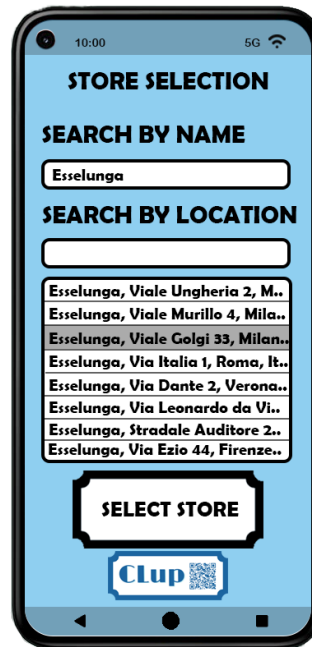 10:00 5G
STORE SELECTION
SEARCH BY NAME
Esselunga
SEARCH BY LOCATION
Esselunga, Viale Ungheria 2, M..
Esselunga, Viale Murillo 4, Mila..
Esselunga, Viale Golgi 33, Milan..
Esselunga, Via Italia 1, Roma, It..
Esselunga, Via Dante 2, Verona..
Esselunga, Via Leonardo da Vi..
Esselunga, Stradale Auditore 2..
Esselunga, Via Ezio 44, Firenze..
SELECT STORE
CLup